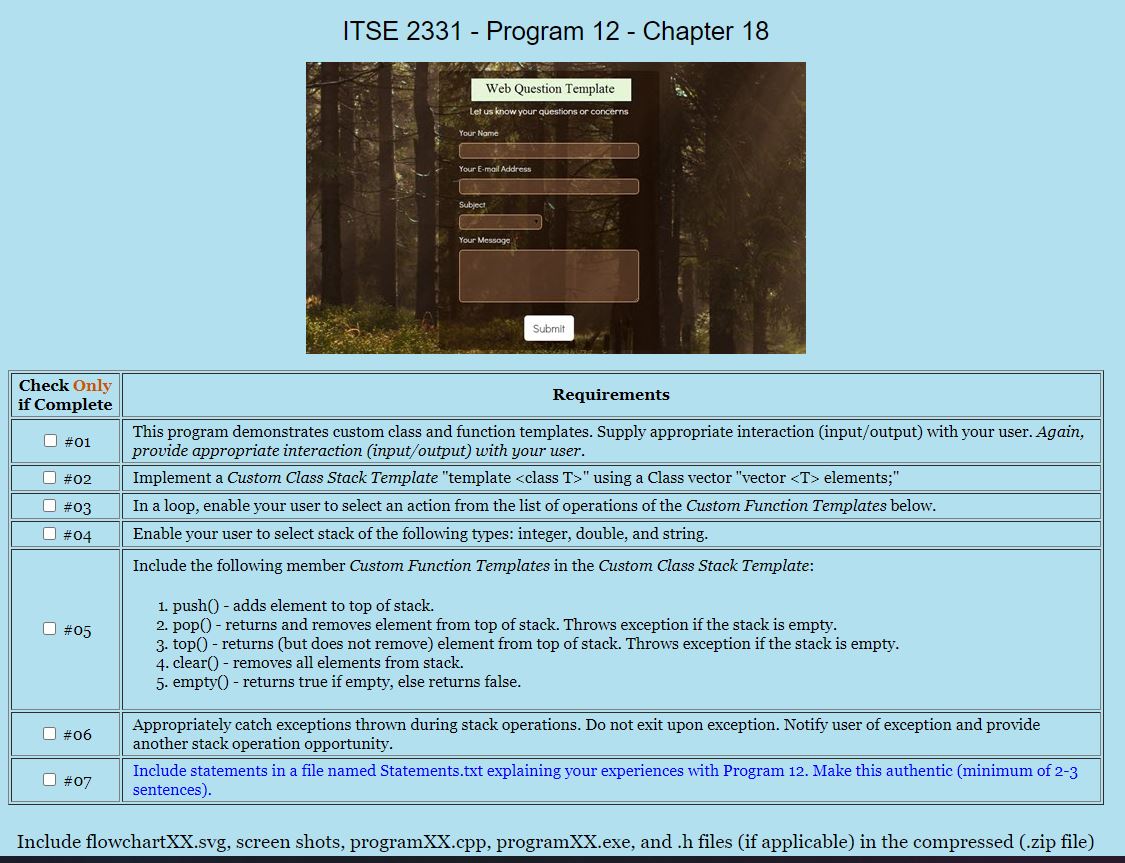 ITSE 2331 - Program 12 - Chapter 18
Web Question Template
Let us know your questions or concerns
Your Name
Your E-mail Address
Subject
Your Message
Submit
Check Only
if Complete
Requirements
#01
This program demonstrates custom class and function templates. Supply appropriate interaction (input/output) with your user. Again,
provide appropriate interaction (input/output) with your user.
#02
Implement a Custom Class Stack Template "template <class T>" using a Class vector "vector <T> elements;"
#03
In a loop, enable your user to select an action from the list of operations of the Custom Function Templates below.
#04
Enable your user to select stack of the following types: integer, double, and string.
#05
Include the following member Custom Function Templates in the Custom Class Stack Template:
1. push() - adds element to top of stack.
2. pop() - returns and removes element from top of stack. Throws exception if the stack is empty.
3. top() - returns (but does not remove) element from top of stack. Throws exception if the stack is empty.
4. clear() - removes all elements from stack.
5. empty() - returns true if empty, else returns false.
#06
Appropriately catch exceptions thrown during stack operations. Do not exit upon exception. Notify user of exception and provide
another stack operation opportunity.
#07
Include statements in a file named Statements.txt explaining your experiences with Program 12. Make this authentic (minimum of 2-3
sentences).
Include flowchartXX.svg, screen shots, programXX.cpp, programXX.exe, and .h files (if applicable) in the compressed (.zip file)